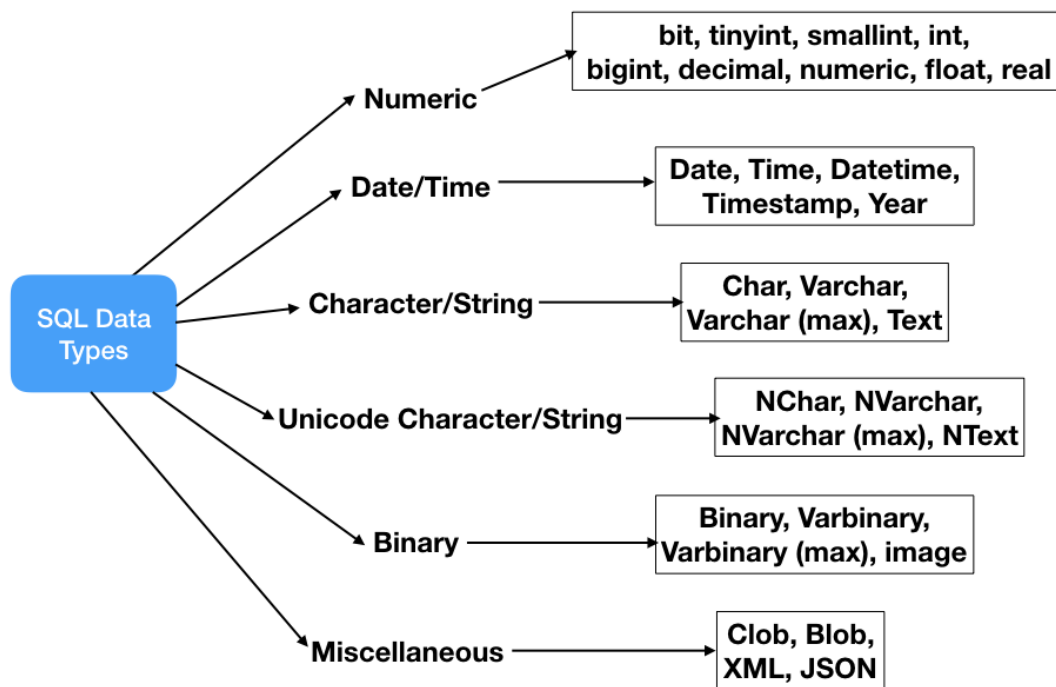 bit, tinyint, smallint, int,
bigint, decimal, numeric, float, real
Numeric
Date/Time
Date, Time, Datetime,
Timestamp, Year
SQL Data
Types
Character/String
Char, Varchar,
Varchar (max), Text
Unicode Character/String
NChar, NVarchar,
NVarchar (max), NText
Binary
Binary, Varbinary,
Varbinary (max), image
Miscellaneous
Clob, Blob,
XML, JSON